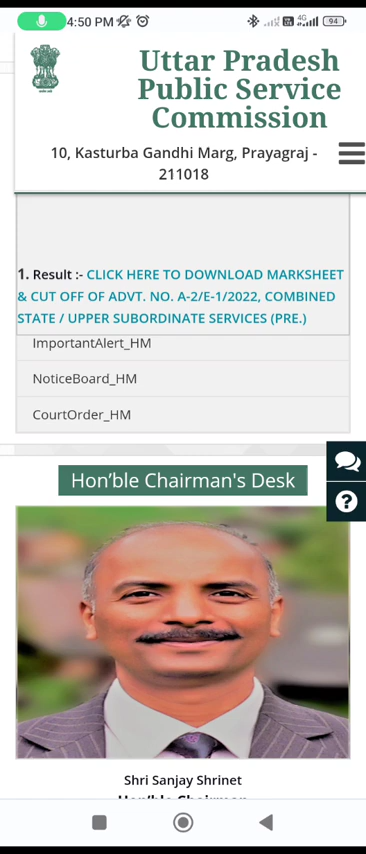 4:50 PM
4G
94
Uttar Pradesh
Public Service
Commission
10, Kasturba Gandhi Marg, Prayagraj -
211018
1. Result :- CLICK HERE TO DOWNLOAD MARKSHEET
& CUT OFF OF ADVT. NO. A-2/E-1/2022, COMBINED
STATE / UPPER SUBORDINATE SERVICES (PRE.)
ImportantAlert_HM
NoticeBoard_HM
CourtOrder_HM
Hon’ble Chairman's Desk
Shri Sanjay Shrinet
Hon’ble Chairman